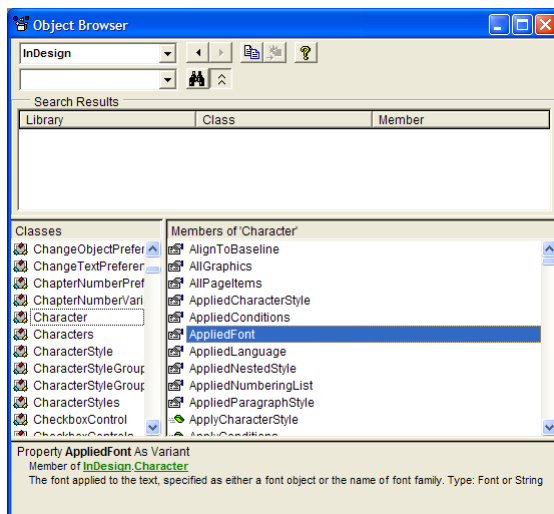 Object Browser
InDesign
Search Results
Library Class Member
Classes
ChangeObjectPrefer
ChangeTextPreferen
ChapterNumberPref
ChapterNumberVari
Character
Characters
CharacterStyle
CharacterStyleGroup
CharacterStyleGroup
CharacterStyles
CheckboxControl
CheckboxControls
Members of 'Character'
AlignToBaseline
AllGraphics
AllPageItems
AppliedCharacterStyle
AppliedConditions
AppliedFont
AppliedLanguage
AppliedNestedStyle
AppliedNumberingList
AppliedParagraphStyle
ApplyCharacterStyle
ApplyConditions
Property AppliedFont As Variant
Member of InDesign.Character
The font applied to the text, specified as either a font object or the name of font family. Type: Font or String